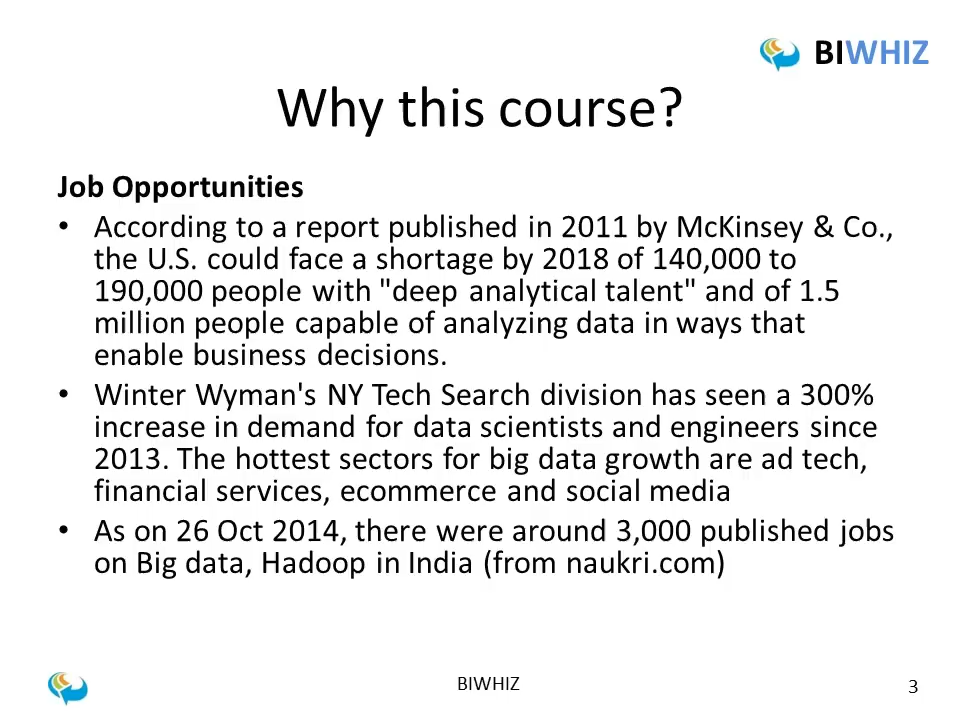 BIWHIZ
Why this course?
Job Opportunities
• According to a report published in 2011 by McKinsey & Co.,
the U.S. could face a shortage by 2018 of 140,000 to
190,000 people with "deep analytical talent" and of 1.5
million people capable of analyzing data in ways that
enable business decisions.
• Winter Wyman's NY Tech Search division has seen a 300%
increase in demand for data scientists and engineers since
2013. The hottest sectors for big data growth are ad tech,
financial services, ecommerce and social media
• As on 26 Oct 2014, there were around 3,000 published jobs
on Big data, Hadoop in India (from naukri.com)
BIWHIZ
3